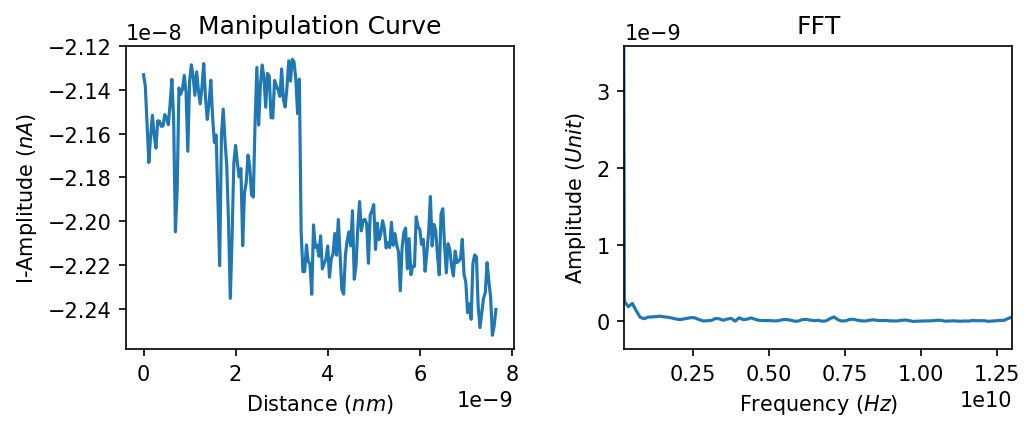 Manipulation Curve
1e−8
−2.12
−2.14
−2.16
−2.18
−2.20
−2.22
−2.24
I-Amplitude (nA)
0 2 4 6 8
1e−9
Distance (nm)
FFT
1e−9
3
2
1
0
Amplitude (Unit)
0.25 0.50 0.75 1.00 1.25
1e10
Frequency (Hz)